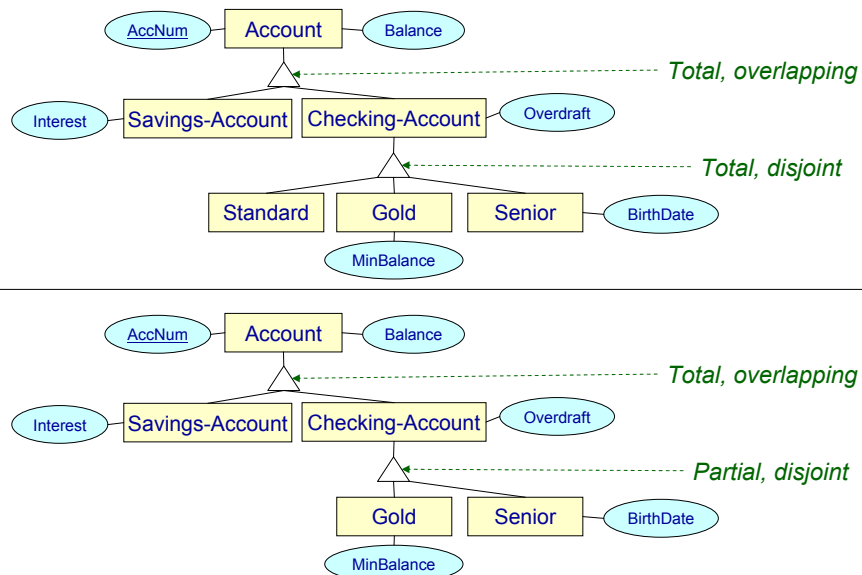 AccNum Account Balance
Total, overlapping
Interest Savings-Account Checking-Account Overdraft
Total, disjoint
Standard Gold Senior BirthDate
MinBalance
AccNum Account Balance
Total, overlapping
Interest Savings-Account Checking-Account Overdraft
Partial, disjoint
Gold Senior BirthDate
MinBalance